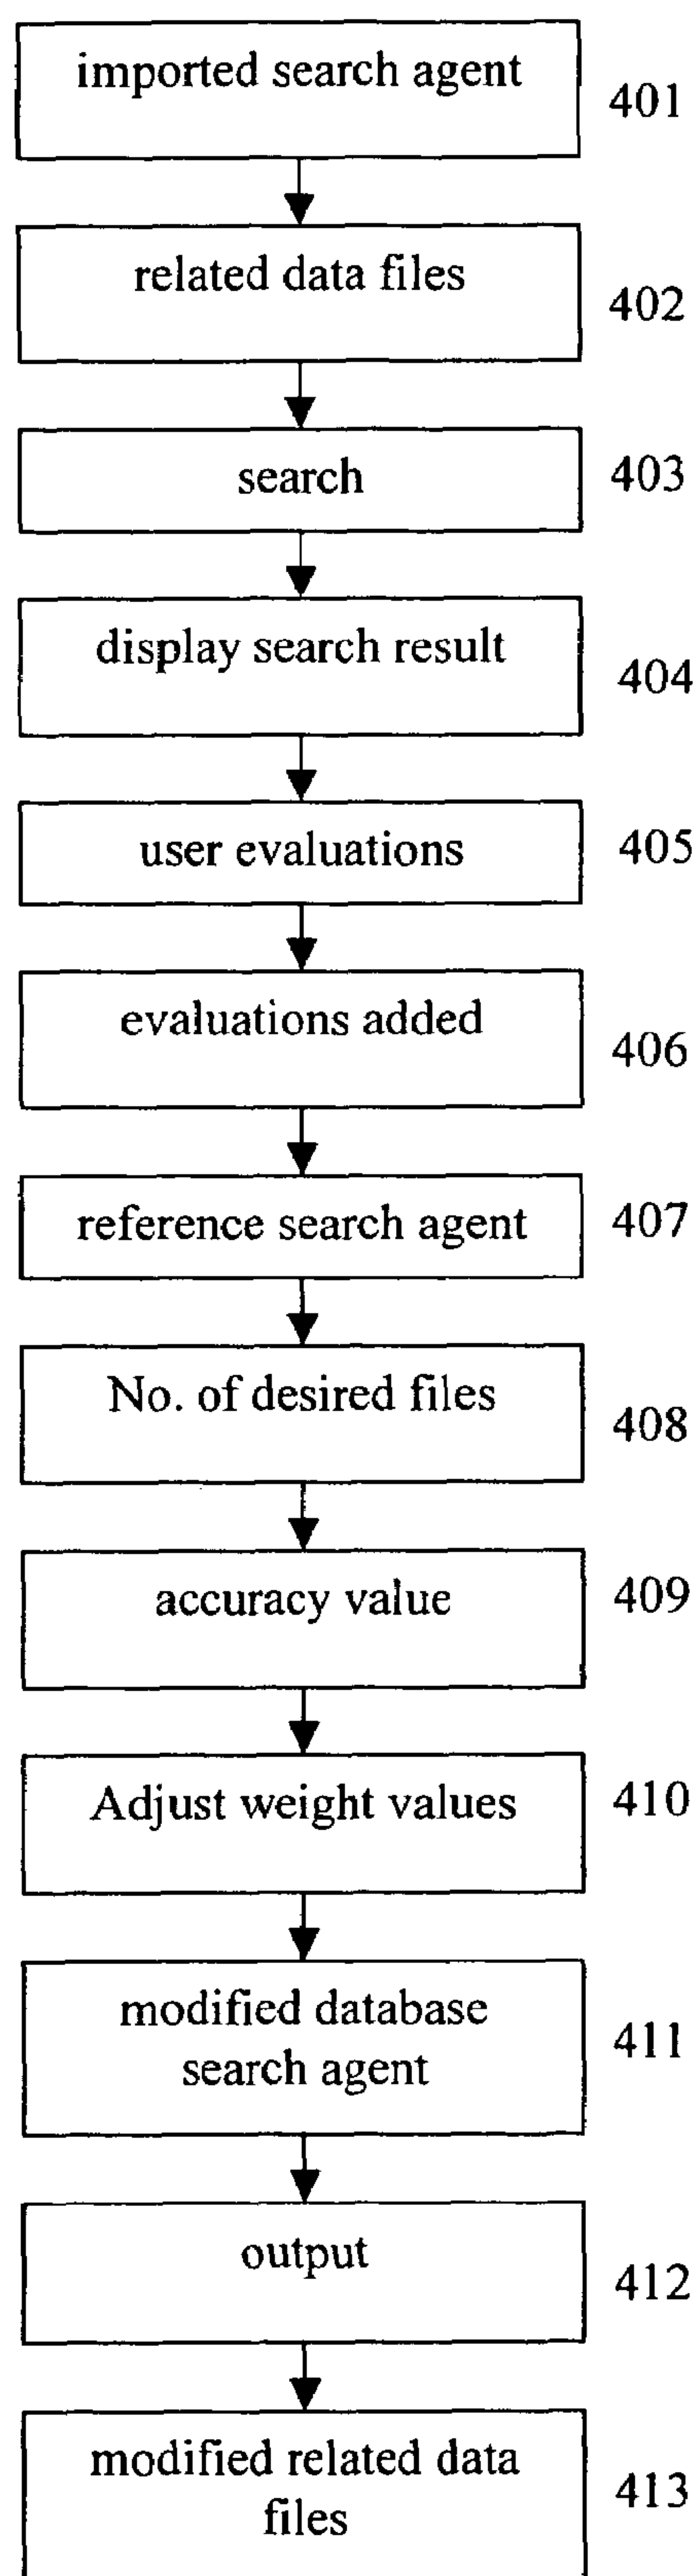 imported search agent
401
related data files
402
search
403
display search result
404
user evaluations
405
evaluations added
406
reference search agent
407
No. of desired files
408
accuracy value
409
Adjust weight values
410
modified database
search agent
411
output
412
modified related data
files
413